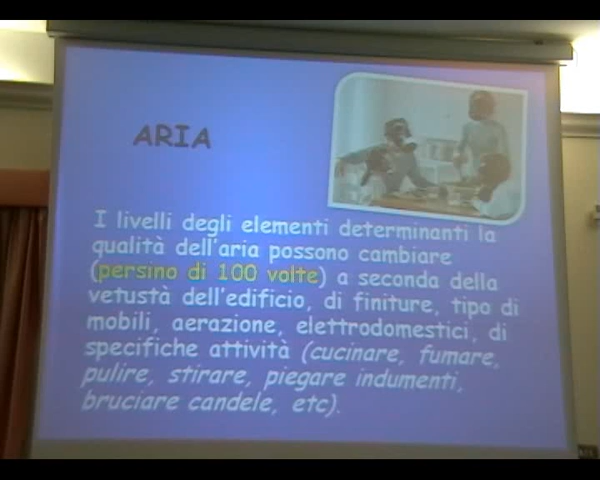 ARIA
I livelli degli elementi determinanti la
qualità dell'aria possono cambiare
(persino di 100 volte) a seconda della
vetustà dell'edificio, di finiture, tipo di
mobili, aerazione, elettrodomestici, di
specifiche attività (cucinare, fumare,
pulire, stirare, piegare indumenti,
bruciare candele, etc).